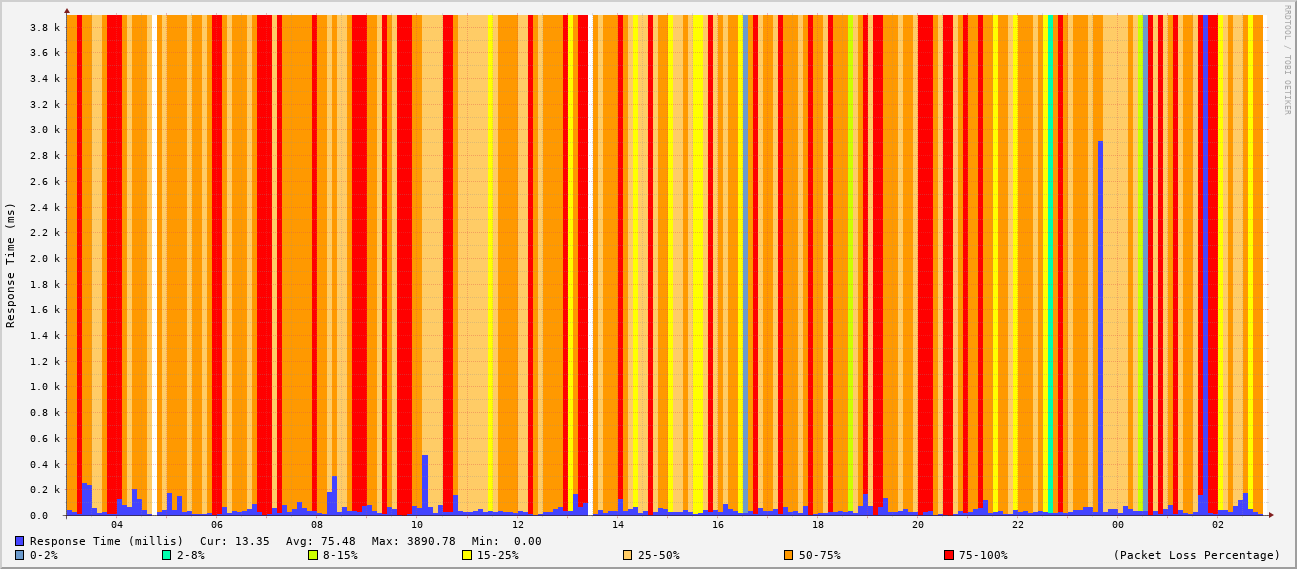 RRDTOOL / TOBI OETIKER
Response Time (ms)
3.8 k
3.6 k
3.4 k
3.2 k
3.0 k
2.8 k
2.6 k
2.4 k
2.2 k
2.0 k
1.8 k
1.6 k
1.4 k
1.2 k
1.0 k
0.8 k
0.6 k
0.4 k
0.2 k
0.0
04 06 08 10 12 14 16 18 20 22 00 02
Response Time (millis) Cur: 13.35 Avg: 75.48 Max: 3890.78 Min: 0.00
0-2% 2-8% 8-15% 15-25% 25-50% 50-75% 75-100% (Packet Loss Percentage)